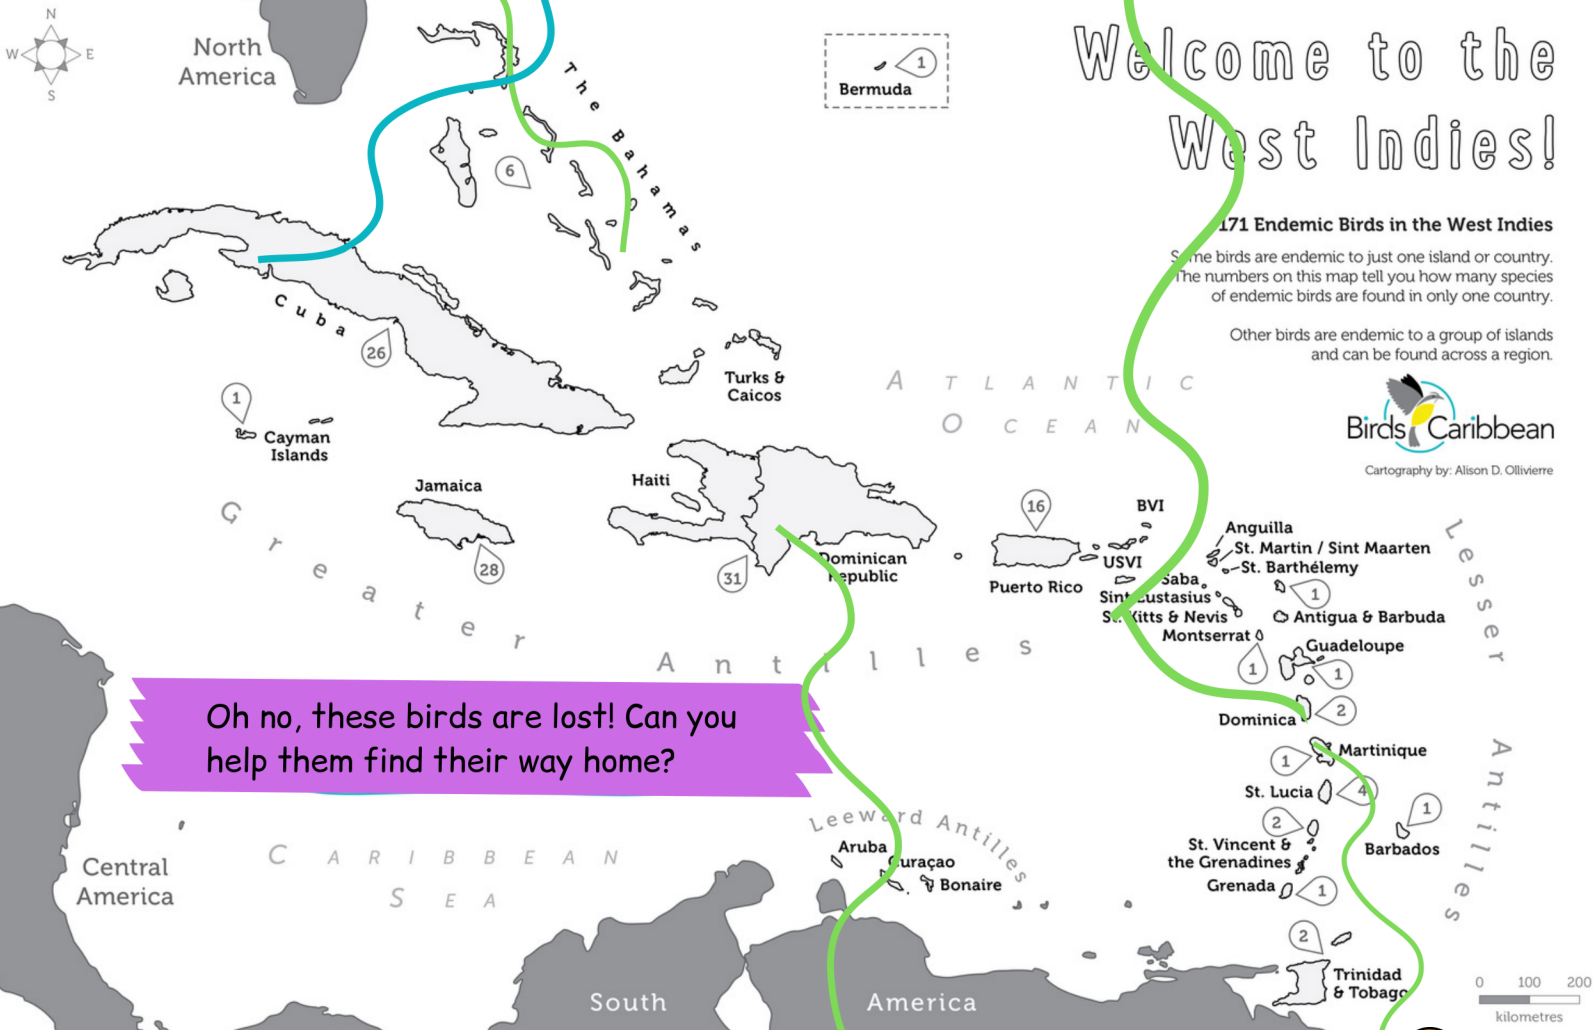 N
W E
S
North
America
The Bahamas
1
Bermuda
Welcome to the
West Indies!
171 Endemic Birds in the West Indies
Some birds are endemic to just one island or country.
The numbers on this map tell you how many species
of endemic birds are found in only one country.
Other birds are endemic to a group of islands
and can be found across a region.
Birds Caribbean
Cartography by: Alison D. Ollivierre
6
Cuba
26
1
Cayman
Islands
Turks &
Caicos
ATLANTIC
OCEAN
Jamaica
28
Haiti
31
Dominican
Republic
16
Puerto Rico
BVI
USVI
Anguilla
St. Martin / Sint Maarten
St. Barthélemy
Saba
Sint Eustasius
St. Kitts & Nevis
1
Antigua & Barbuda
Montserrat
1
Guadeloupe
1
Greater Antilles
Lesser Antilles
Oh no, these birds are lost! Can you
help them find their way home?
Dominica
2
Martinique
1
St. Lucia
4
2
St. Vincent &
the Grenadines
1
Barbados
Grenada
1
2
Trinidad
& Tobago
Leeward Antilles
Aruba
Curaçao
Bonaire
CARIBBEAN
SEA
Central
America
South America
0 100 200
kilometres